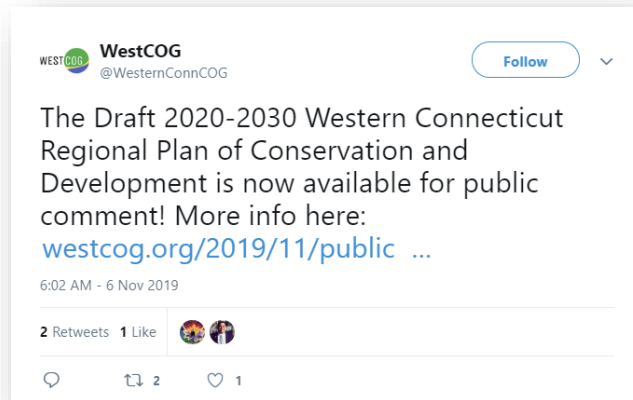 WEST COG
WestCOG
@WesternConnCOG
Follow
The Draft 2020-2030 Western Connecticut
Regional Plan of Conservation and
Development is now available for public
comment! More info here:
westcog.org/2019/11/public ...
6:02 AM - 6 Nov 2019
2 Retweets 1 Like
2 1